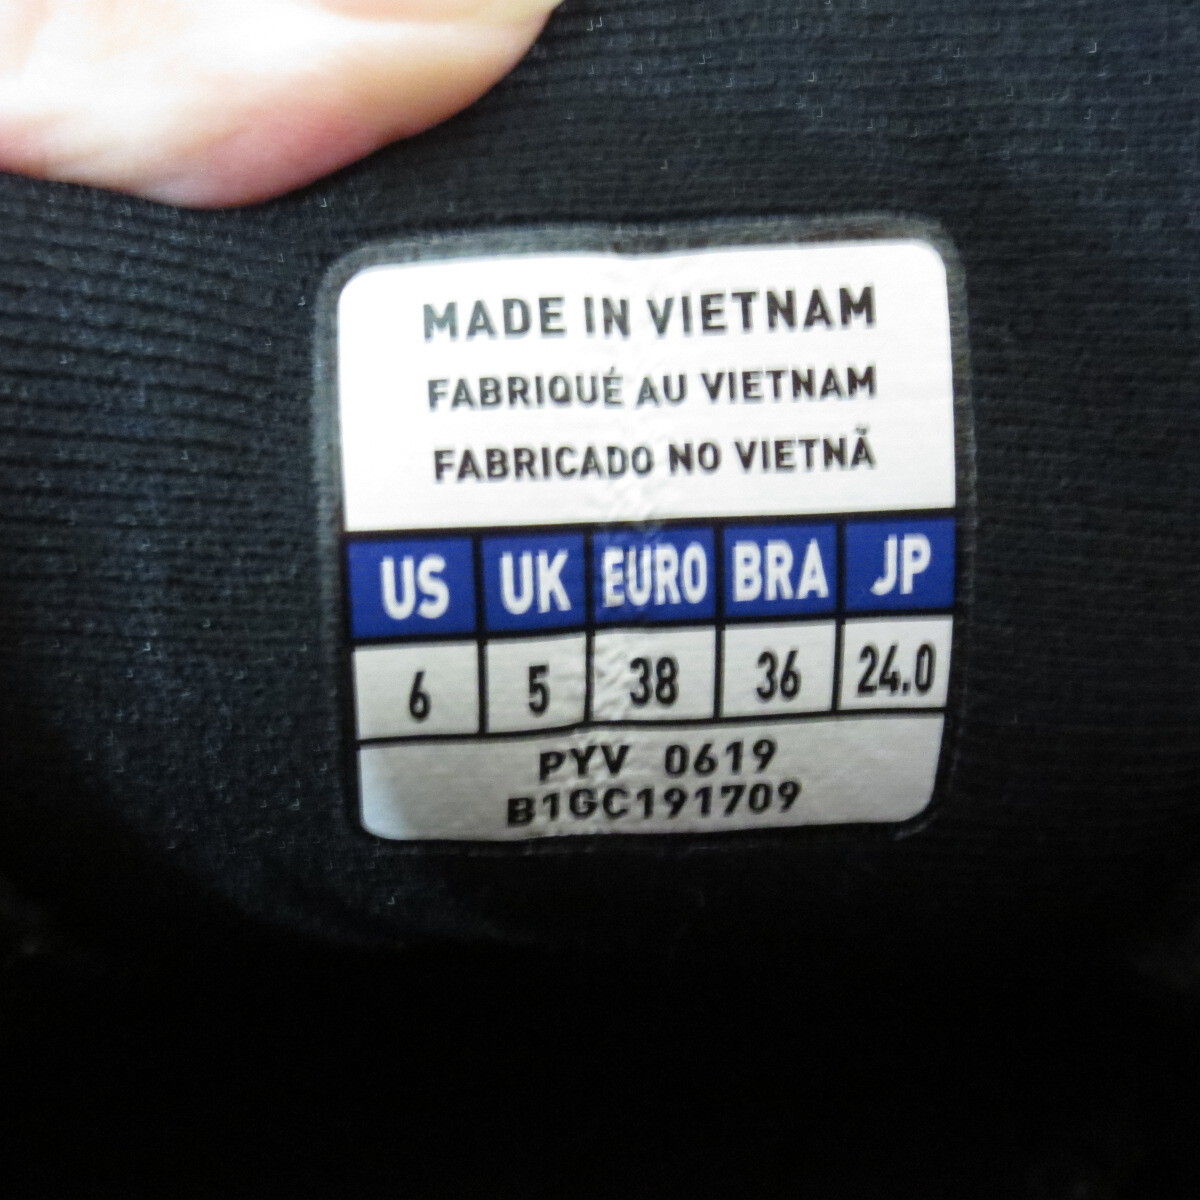 MADE IN VIETNAM
FABRIQUÉ AU VIETNAM
FABRICADO NO VIETNÃ
US UK EURO BRA JP
6 5 38 36 24.0
PYV 0619
B1GC191709